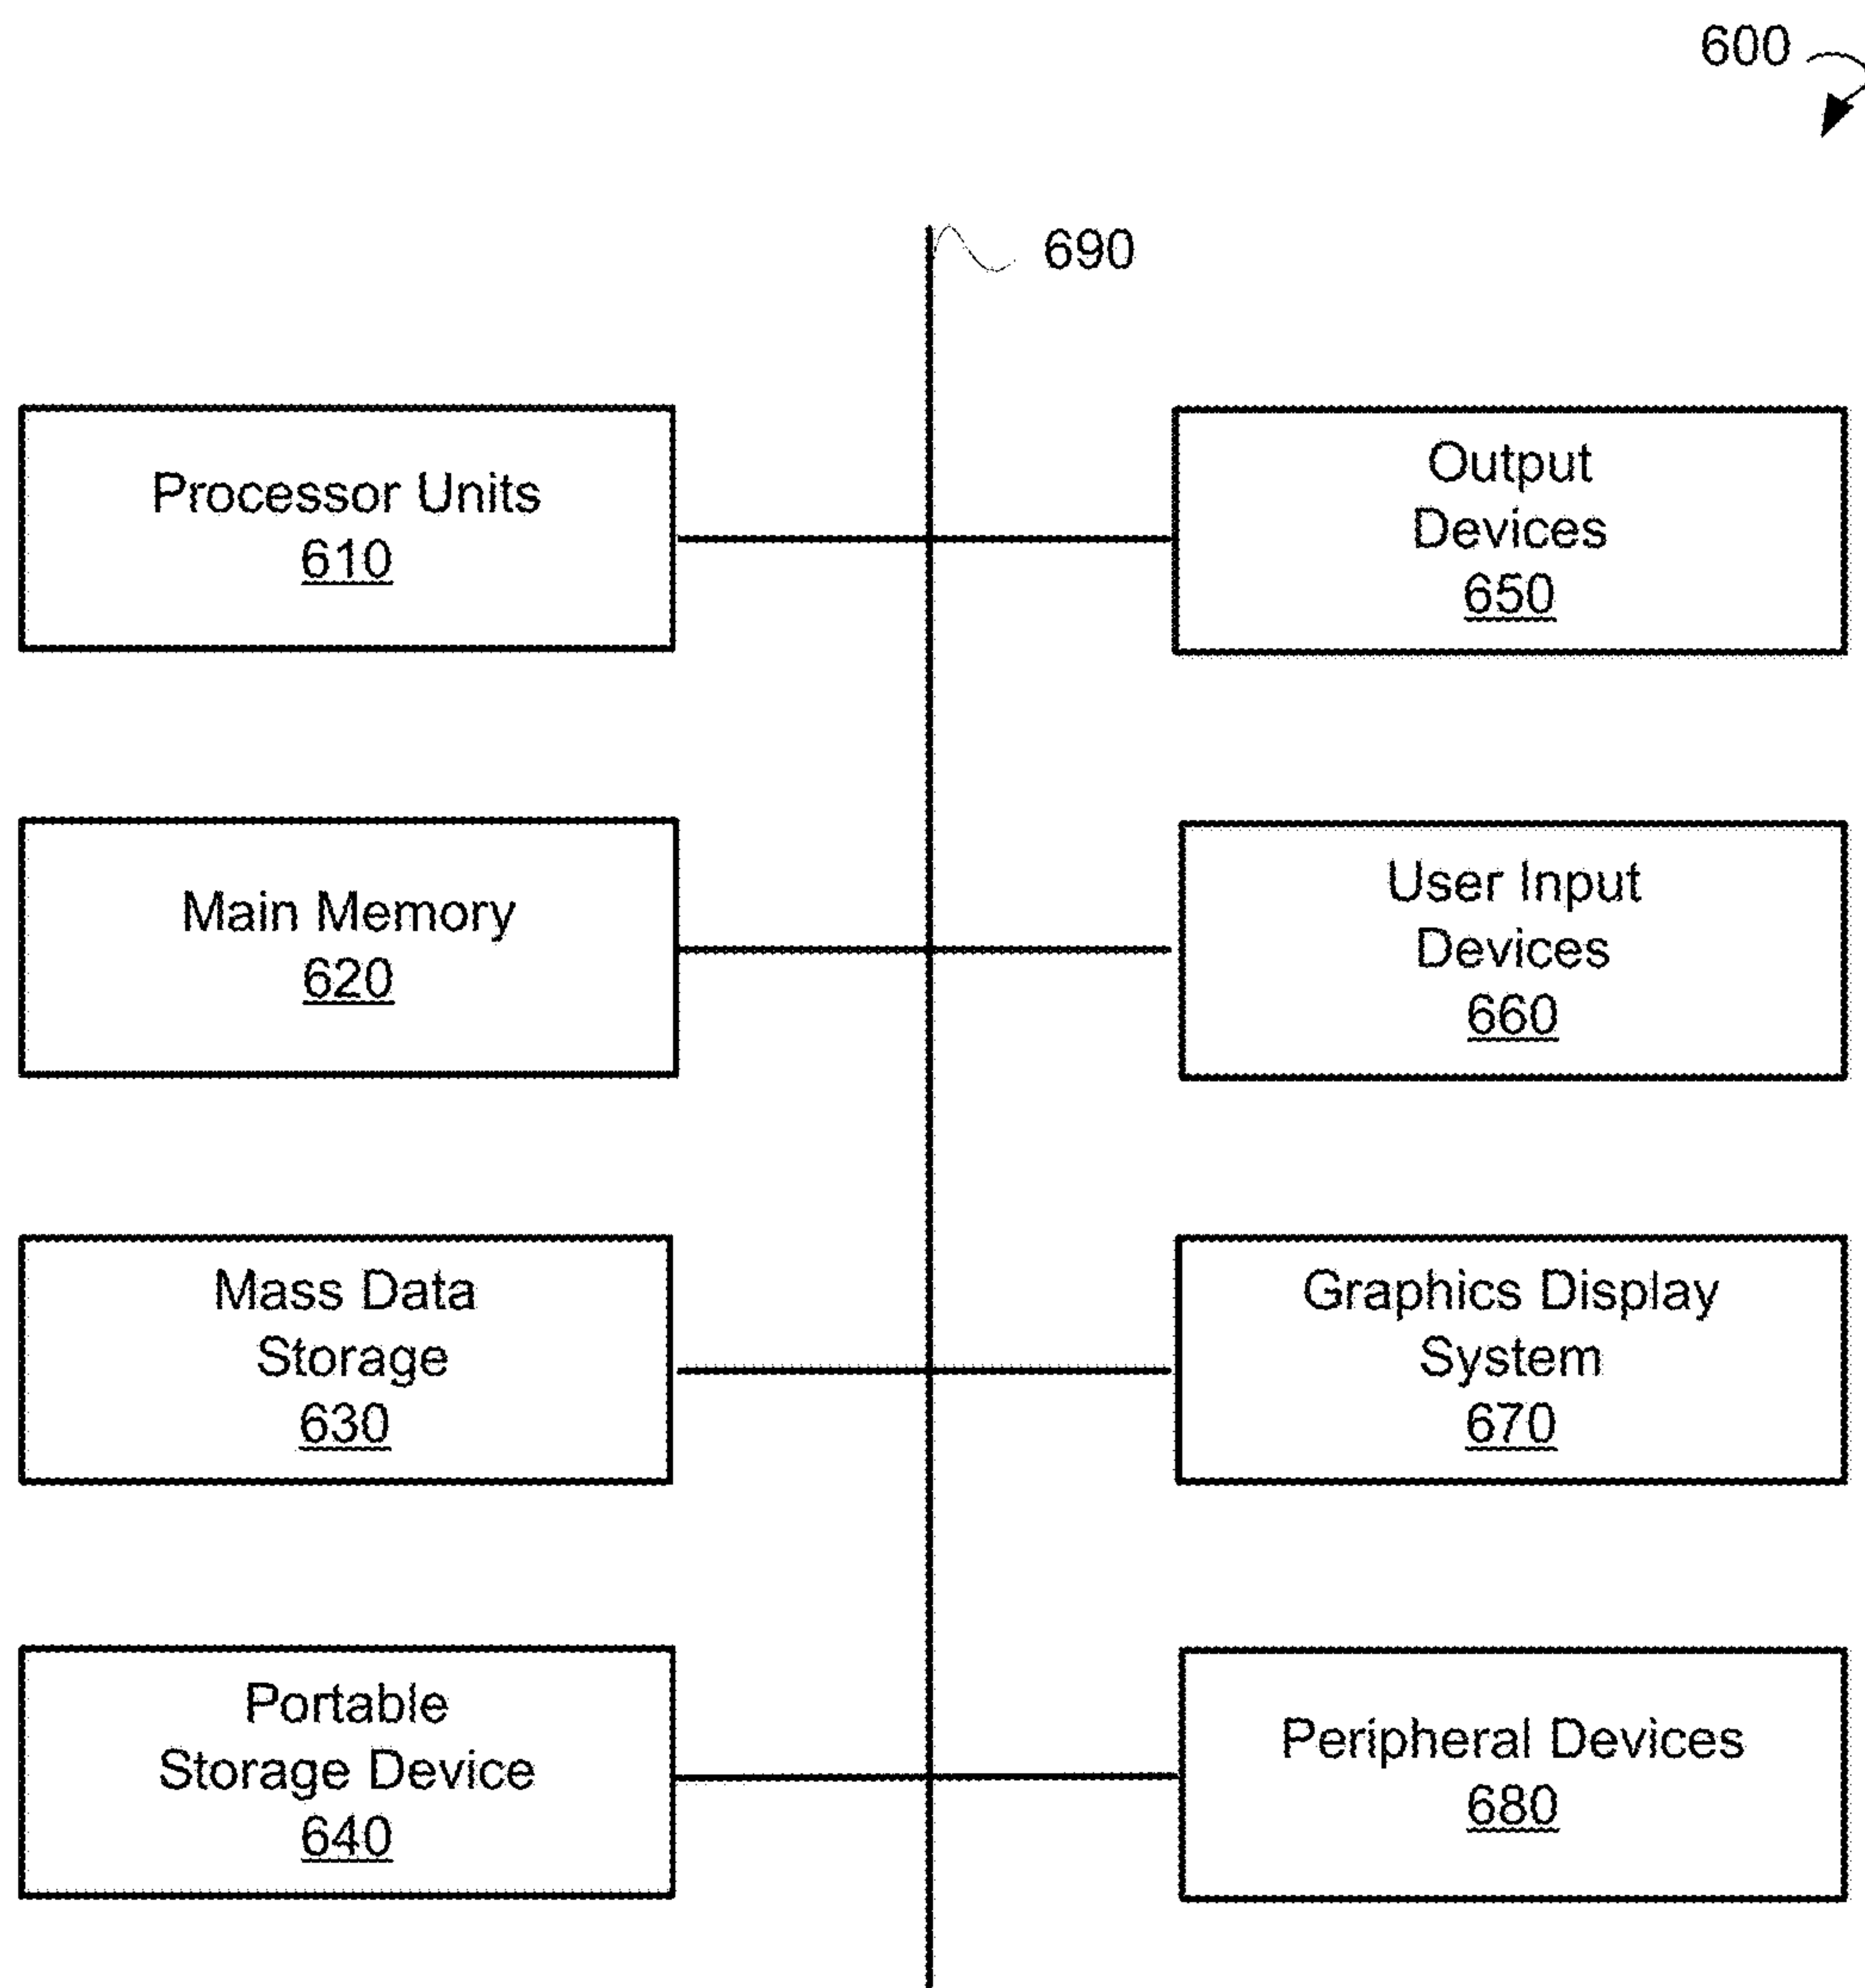 600
690
Processor Units
610
Output
Devices
650
Main Memory
620
User Input
Devices
660
Mass Data
Storage
630
Graphics Display
System
670
Portable
Storage Device
640
Peripheral Devices
680